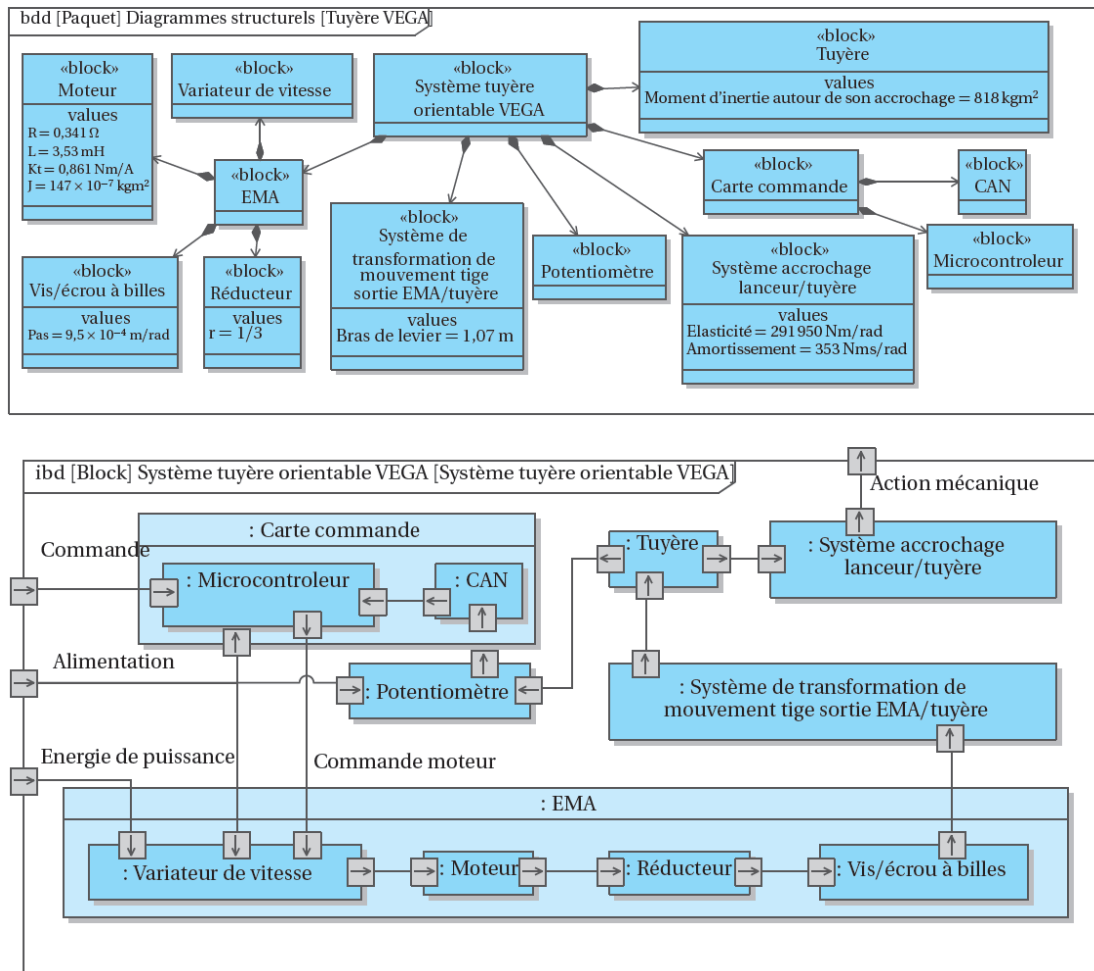 bdd [Paquet] Diagrammes structurels [Tuyère VEGA]
«block»
Moteur
values
R = 0,341 Ω
L = 3,53 mH
Kt = 0,861 Nm/A
J = 147 × 10⁻⁷ kgm²
«block»
Variateur de vitesse
«block»
Système tuyère
orientable VEGA
«block»
Tuyère
values
Moment d'inertie autour de son accrochage = 818 kgm²
«block»
EMA
«block»
Carte commande
«block»
CAN
«block»
Microcontroleur
«block»
Vis/écrou à billes
values
Pas = 9,5 × 10⁻⁴ m/rad
«block»
Réducteur
values
r = 1/3
«block»
Système de
transformation de
mouvement tige
sortie EMA/tuyère
values
Bras de levier = 1,07 m
«block»
Potentiomètre
«block»
Système accrochage
lanceur/tuyère
values
Elasticité = 291 950 Nm/rad
Amortissement = 353 Nms/rad
ibd [Block] Système tuyère orientable VEGA [Système tuyère orientable VEGA]
Action mécanique
Commande
: Carte commande
: Microcontroleur
: CAN
: Tuyère
: Système accrochage
lanceur/tuyère
Alimentation
: Potentiomètre
: Système de transformation de
mouvement tige sortie EMA/tuyère
Energie de puissance
Commande moteur
: EMA
: Variateur de vitesse
: Moteur
: Réducteur
: Vis/écrou à billes